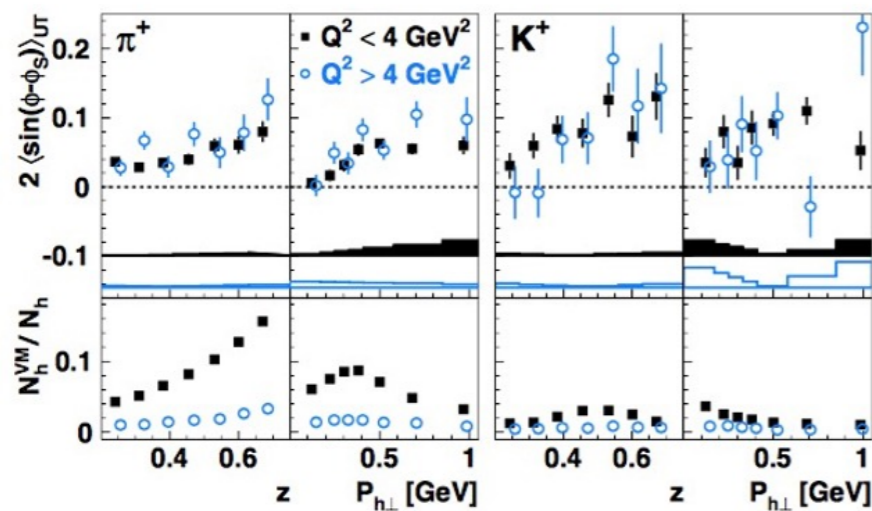 2 ⟨sin(ϕ-ϕS)⟩UT
π+
Q2 < 4 GeV2
Q2 > 4 GeV2
K+
0.2
0.1
0
-0.1
NhVM/ Nh
0.1
0
0.4 0.6 0.5 1 0.4 0.6 0.5 1
z Ph⊥ [GeV] z Ph⊥ [GeV]